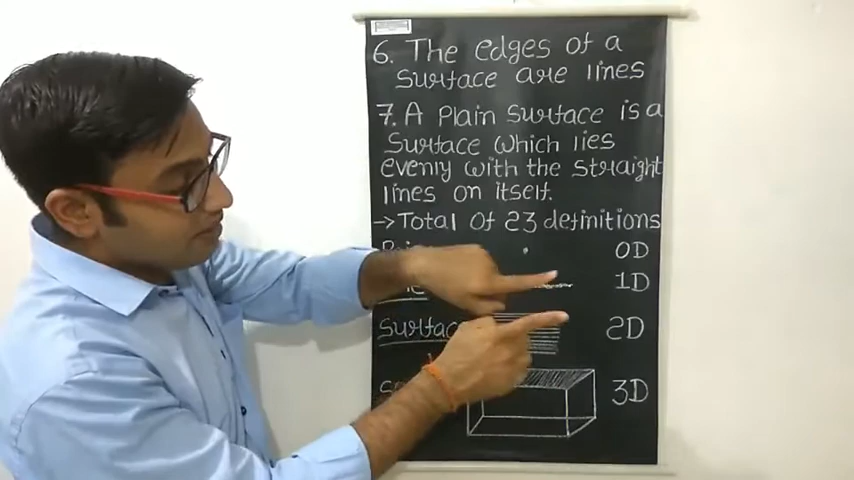 6. The edges of a
surface are lines
7. A Plain surface is a
surface which lies
evenly with the straight
lines on itself.
→ Total of 23 definitions
0D
1D
Surface 2D
3D